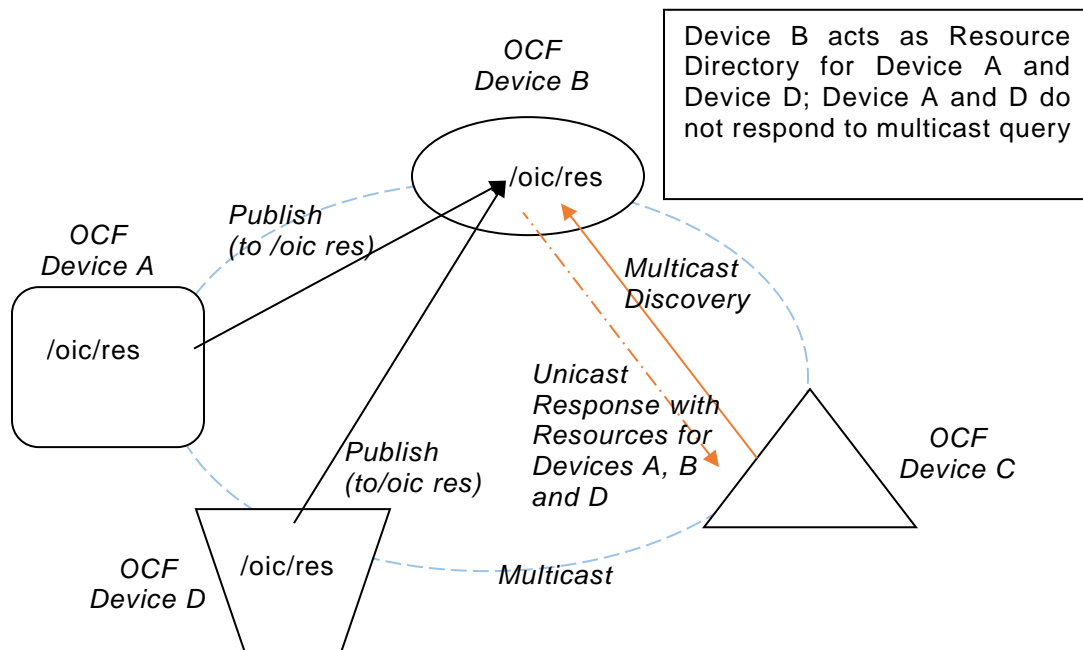 OCF
Device B
Device B acts as Resource
Directory for Device A and
Device D; Device A and D do
not respond to multicast query
/oic/res
Publish
(to /oic res)
OCF
Device A
Multicast
Discovery
/oic/res
Unicast
Response with
Resources for
Devices A, B
and D
OCF
Device C
Publish
(to/oic res)
/oic/res
OCF
Device D
Multicast